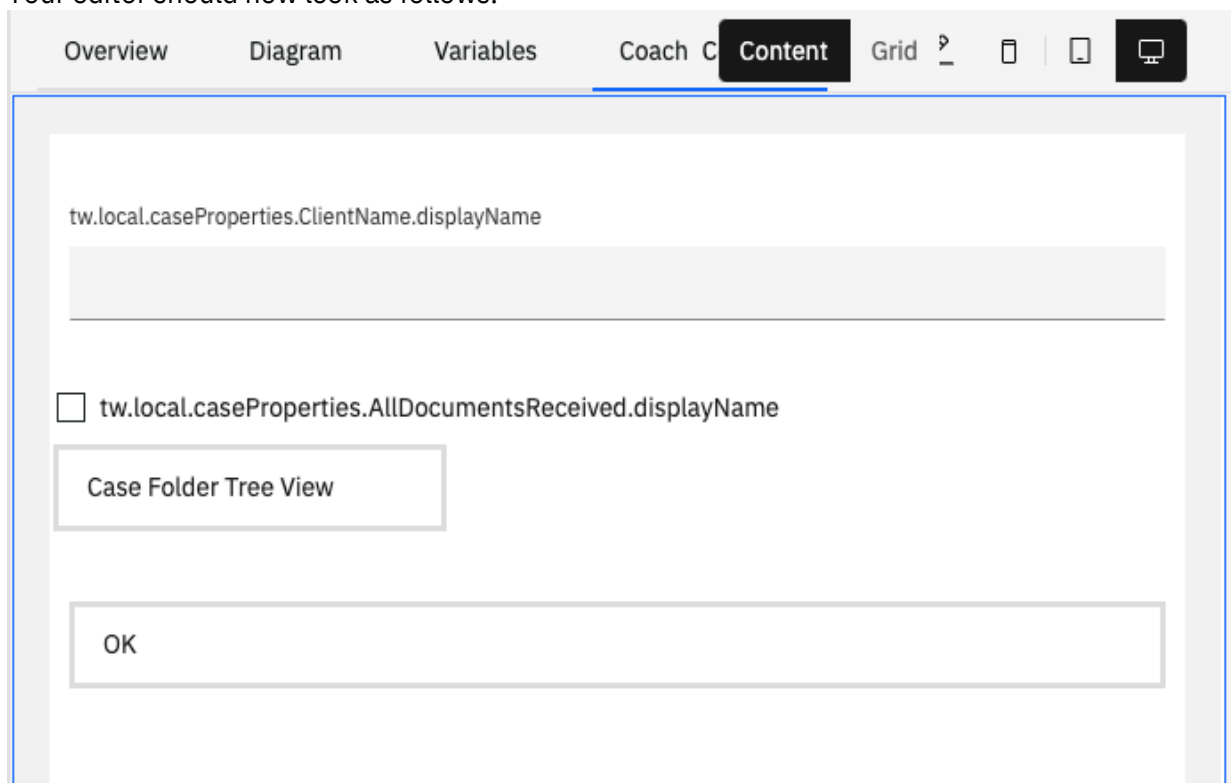 Your editor should now look as follows:
Overview Diagram Variables Coach C Content Grid
tw.local.caseProperties.ClientName.displayName
tw.local.caseProperties.AllDocumentsReceived.displayName
Case Folder Tree View
OK